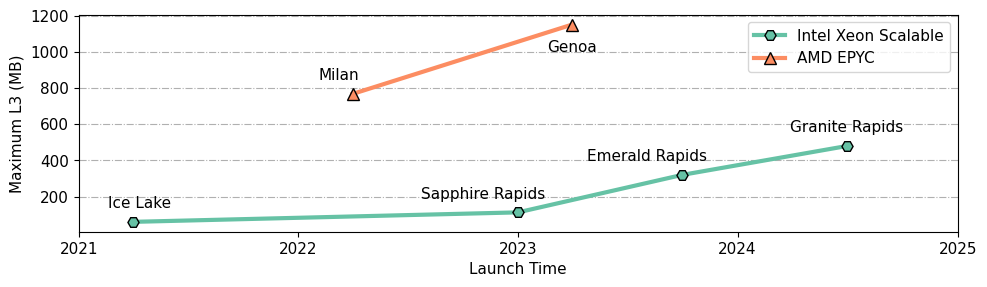 Maximum L3 (MB)
1200
1000
800
600
400
200
Intel Xeon Scalable
AMD EPYC
Genoa
Milan
Granite Rapids
Emerald Rapids
Sapphire Rapids
Ice Lake
2021
2022
2023
2024
2025
Launch Time